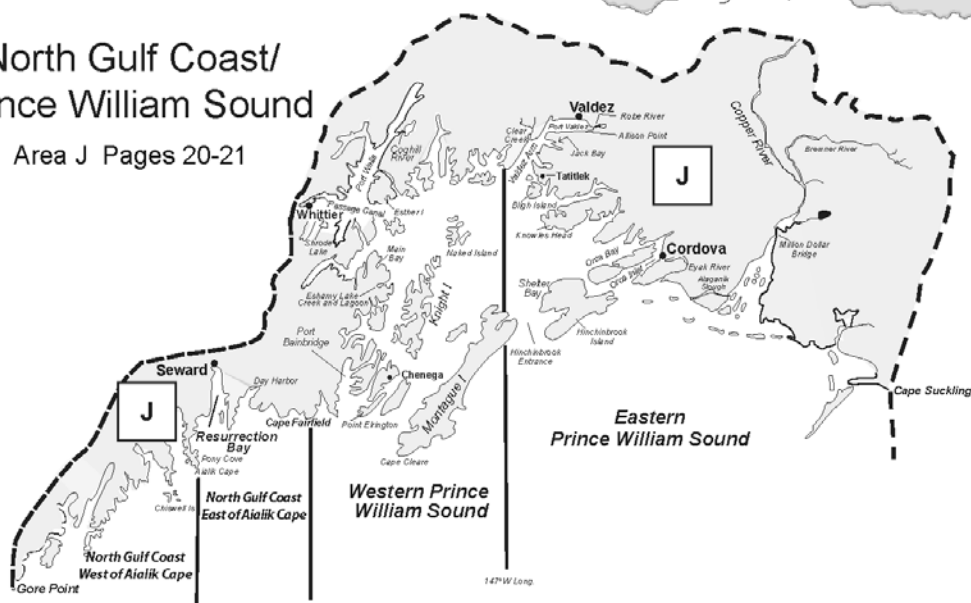 North Gulf Coast/
nce William Sound
Area J Pages 20-21
Valdez
Robe River
Port Valdez
Allison Point
Clear
Creek
Valdez Arm
Jack Bay
Tatitlek
Bligh Island
Knowles Head
J
Copper River
Bremner River
Million Dollar
Bridge
Coghill
River
Port Wells
Whittier
Passage Canal
Esther I
Shrode
Lake
Main
Bay
Naked Island
Eshamy Lake
Creek and Lagoon
Knight I
Port
Bainbridge
Cordova
Orca Bay
Orca Inlet
Eyak River
Alaganik
Slough
Shelter
Bay
Hinchinbrook
Island
Hinchinbrook
Entrance
Seward
Day Harbor
Chenega
Montague I
Cape Suckling
J
Resurrection
Bay
Cape Fairfield
Point Elrington
Cape Cleare
Pony Cove
Aialik Cape
Chiswell Is
Eastern
Prince William Sound
Western Prince
William Sound
North Gulf Coast
East of Aialik Cape
North Gulf Coast
West of Aialik Cape
Gore Point
147° W Long.